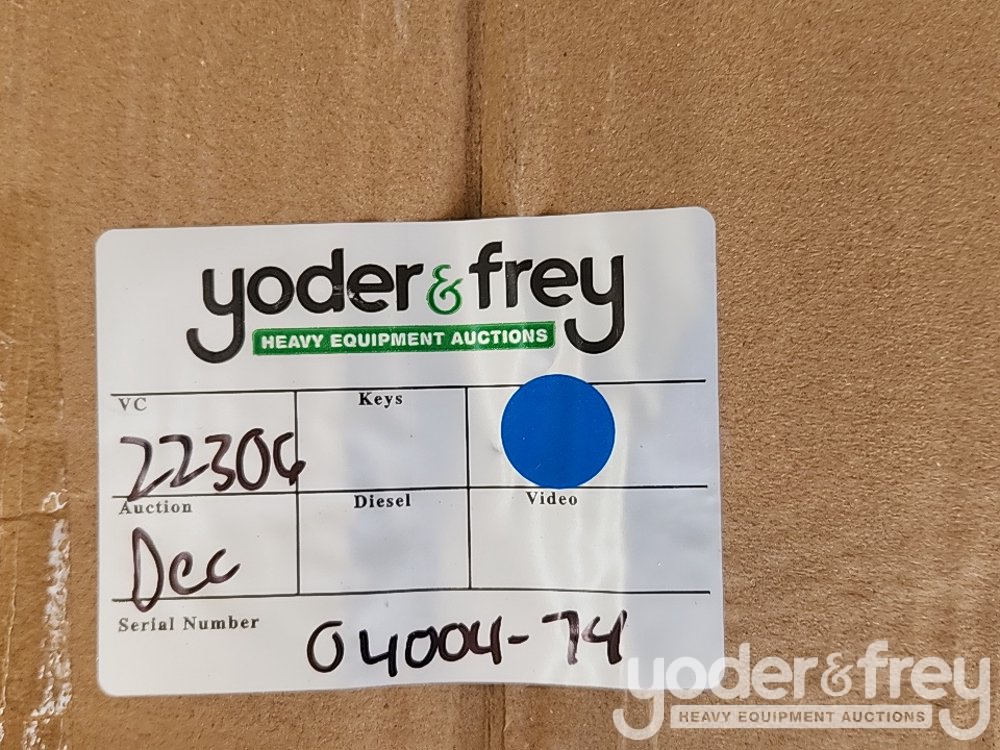 yoder & frey
HEAVY EQUIPMENT AUCTIONS
VC
Keys
22306
Auction
Diesel
Video
Dec
Serial Number
04004-74
yoder & frey
HEAVY EQUIPMENT AUCTIONS